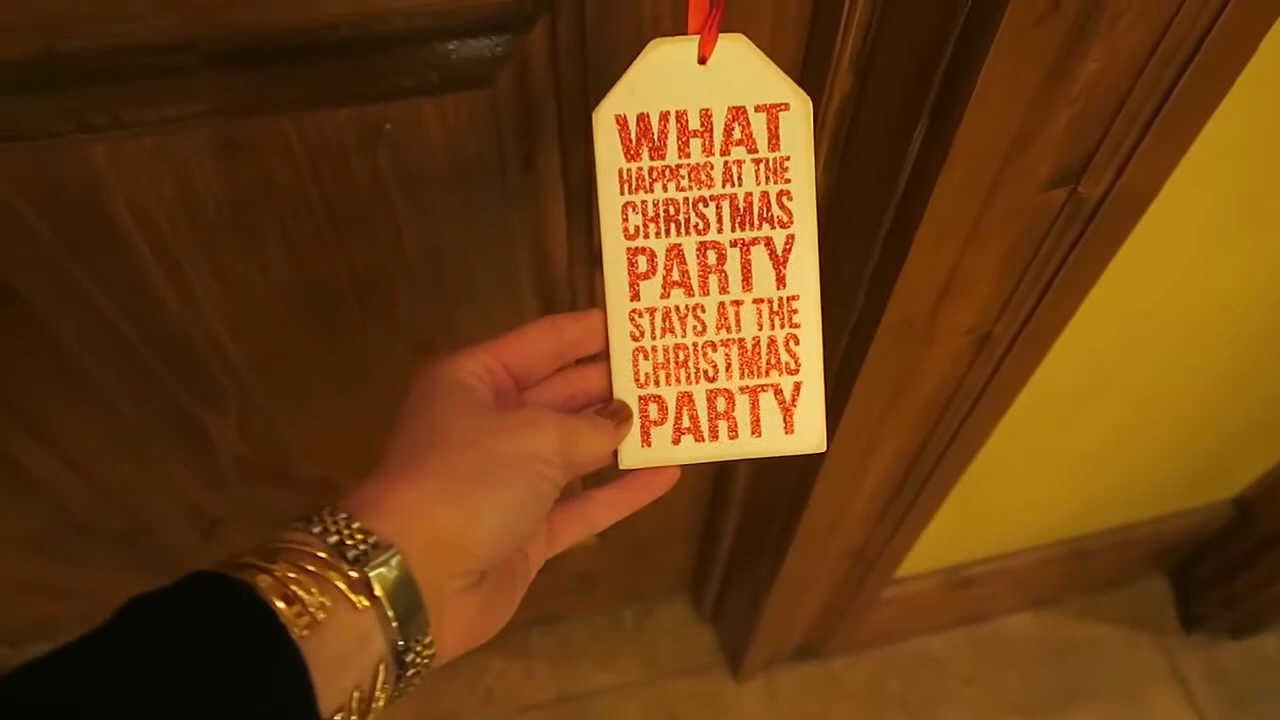 WHAT
HAPPENS AT THE
CHRISTMAS
PARTY
STAYS AT THE
CHRISTMAS
PARTY